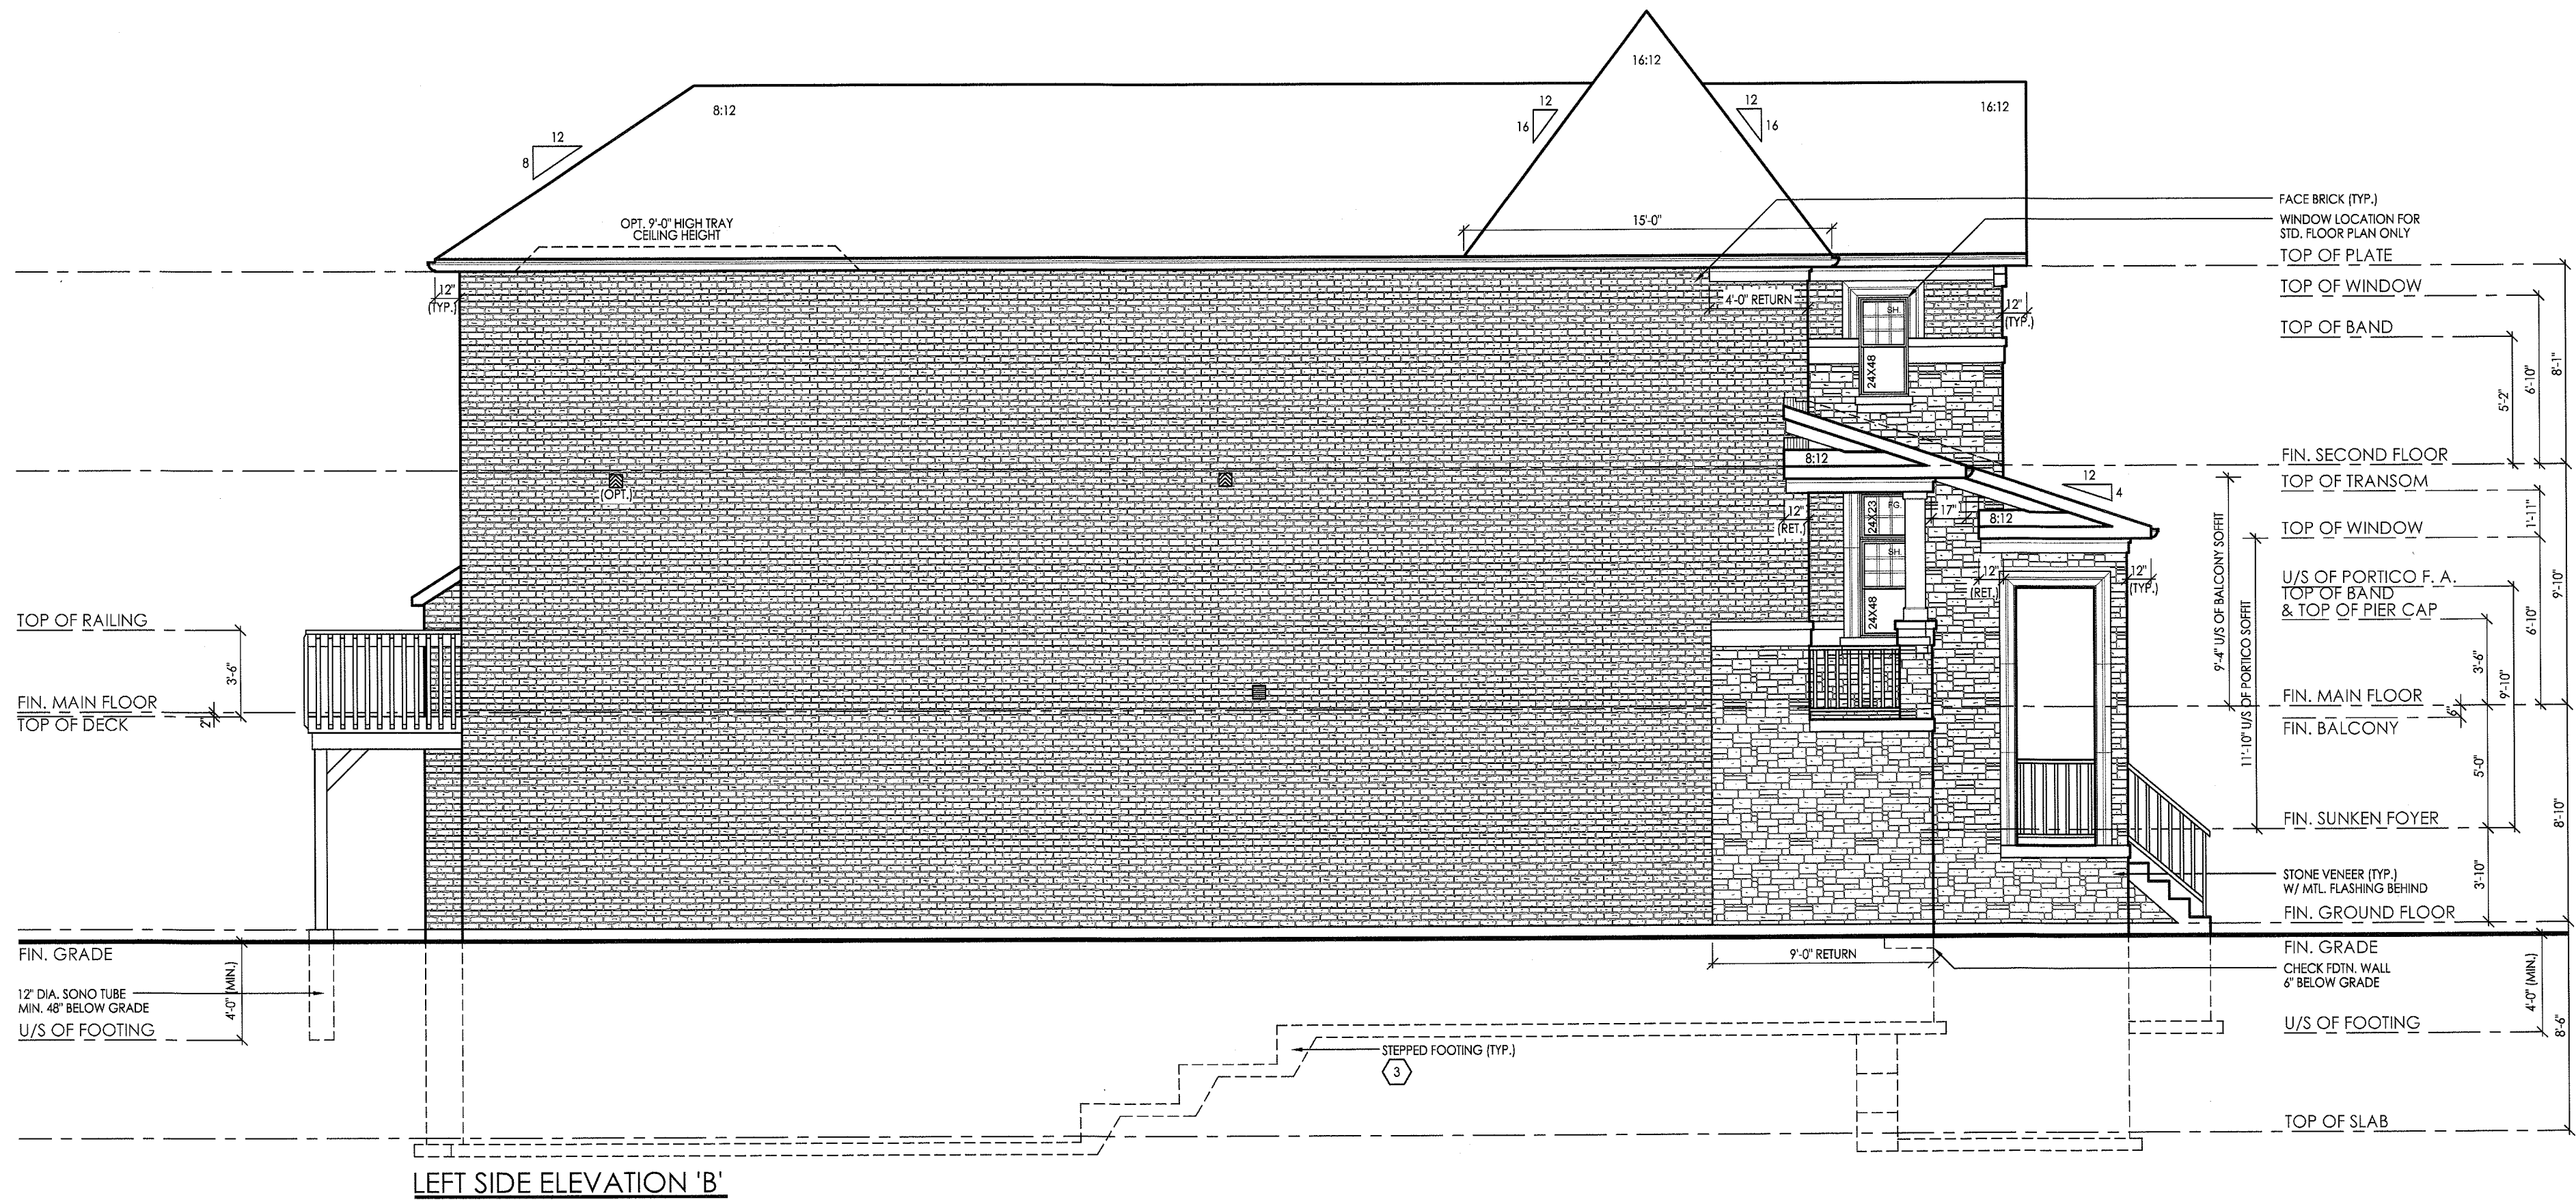 16:12
8:12
12
8
12
16
12
16
16:12
OPT. 9'-0" HIGH TRAY
CEILING HEIGHT
15'-0"
FACE BRICK (TYP.)
WINDOW LOCATION FOR
STD. FLOOR PLAN ONLY
TOP OF PLATE
12"
(TYP.)
4'-0" RETURN
SH.
24X48
12"
(TYP.)
TOP OF WINDOW
TOP OF BAND
5'-2"
6'-10"
8'-1"
FIN. SECOND FLOOR
(OPT.)
8:12
12
4
TOP OF TRANSOM
12"
(RET.)
24X23
FG.
SH.
24X48
17"
8:12
TOP OF WINDOW
1'-11"
12"
(RET.)
12"
(TYP.)
U/S OF PORTICO F. A.
TOP OF BAND
& TOP OF PIER CAP
9'-4" U/S OF BALCONY SOFFIT
11'-10" U/S OF PORTICO SOFFIT
6'-10"
9'-10"
3'-6"
9'-10"
TOP OF RAILING
3'-6"
FIN. MAIN FLOOR
TOP OF DECK
2"
FIN. MAIN FLOOR
6"
FIN. BALCONY
5'-0"
8'-10"
FIN. SUNKEN FOYER
3'-10"
STONE VENEER (TYP.)
W/ MTL. FLASHING BEHIND
FIN. GROUND FLOOR
FIN. GRADE
12" DIA. SONO TUBE
MIN. 48" BELOW GRADE
U/S OF FOOTING
4'-0" (MIN.)
9'-0" RETURN
FIN. GRADE
CHECK FDTN. WALL
6" BELOW GRADE
U/S OF FOOTING
4'-0" (MIN.)
8'-6"
STEPPED FOOTING (TYP.)
3
TOP OF SLAB
LEFT SIDE ELEVATION 'B'